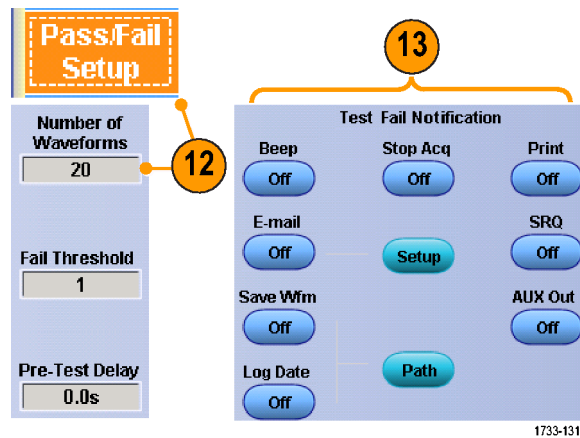 Pass/Fail
Setup
12
Number of
Waveforms
20
Fail Threshold
1
Pre-Test Delay
0.0s
13
Test Fail Notification
Beep
Stop Acq
Print
Off
Off
Off
E-mail
SRQ
Off
Setup
Off
Save Wfm
AUX Out
Off
Off
Log Date
Path
Off
1733-131